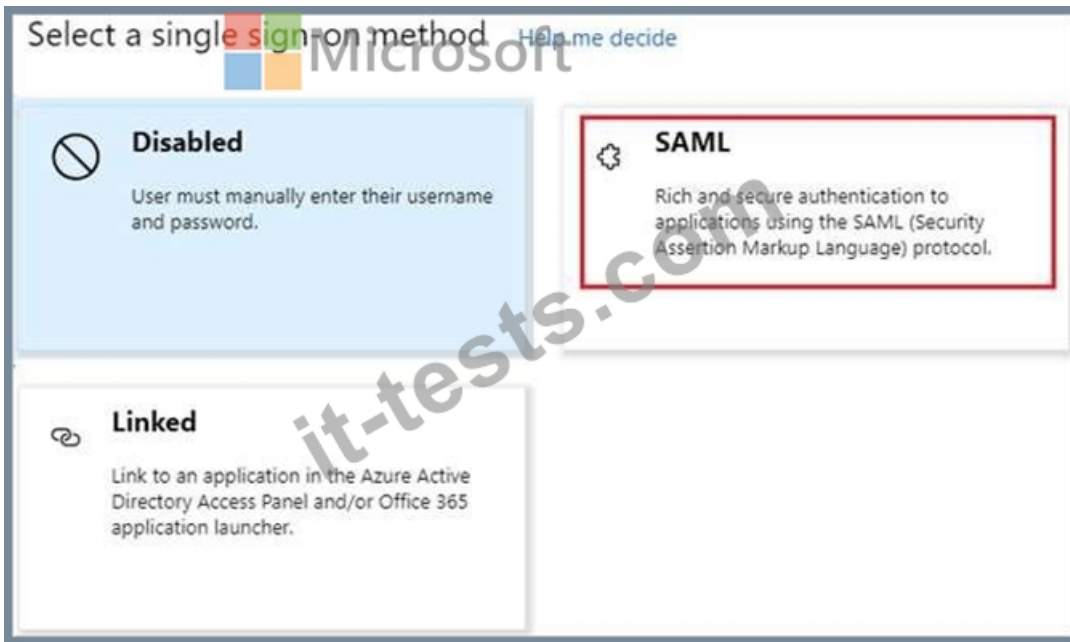 Select a single sign-on method Help me decide
Microsoft
Disabled
User must manually enter their username
and password.
SAML
Rich and secure authentication to
applications using the SAML (Security
Assertion Markup Language) protocol.
Linked
Link to an application in the Azure Active
Directory Access Panel and/or Office 365
application launcher.
it-tests.com